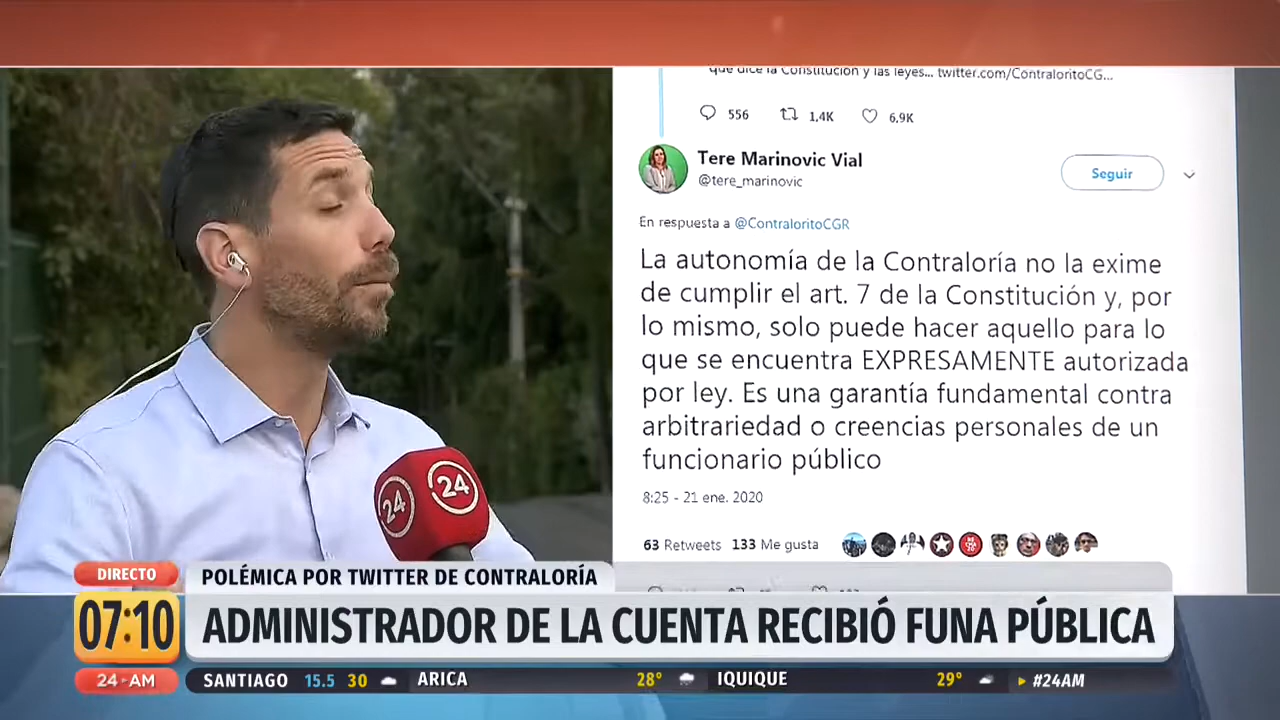 que dice la Constitución y las leyes... twitter.com/ContraloritoCG...
556 1,4K 6,9K
Tere Marinovic Vial
@tere_marinovic
Seguir
En respuesta a @ContraloritoCGR
La autonomía de la Contraloría no la exime
de cumplir el art. 7 de la Constitución y, por
lo mismo, solo puede hacer aquello para lo
que se encuentra EXPRESAMENTE autorizada
por ley. Es una garantía fundamental contra
arbitrariedad o creencias personales de un
funcionario público
8:25 - 21 ene. 2020
63 Retweets 133 Me gusta
24 24
DIRECTO
POLÉMICA POR TWITTER DE CONTRALORÍA
07:10
ADMINISTRADOR DE LA CUENTA RECIBIÓ FUNA PÚBLICA
24 AM
SANTIAGO 15.5 30 ARICA 28° IQUIQUE 29° #24AM